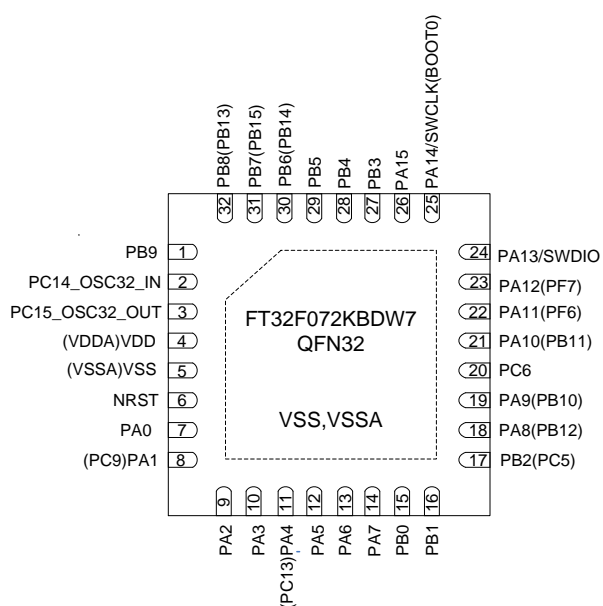 PB8(PB13)
PB7(PB15)
PB6(PB14)
PB5
PB4
PB3
PA15
PA14/SWCLK(BOOT0)
32
31
30
29
28
27
26
25
PB9 1
PC14_OSC32_IN 2
PC15_OSC32_OUT 3
(VDDA)VDD 4
(VSSA)VSS 5
NRST 6
PA0 7
(PC9)PA1 8
FT32F072KBDW7
QFN32
VSS,VSSA
24 PA13/SWDIO
23 PA12(PF7)
22 PA11(PF6)
21 PA10(PB11)
20 PC6
19 PA9(PB10)
18 PA8(PB12)
17 PB2(PC5)
9
10
11
12
13
14
15
16
PA2
PA3
(PC13)PA4
PA5
PA6
PA7
PB0
PB1